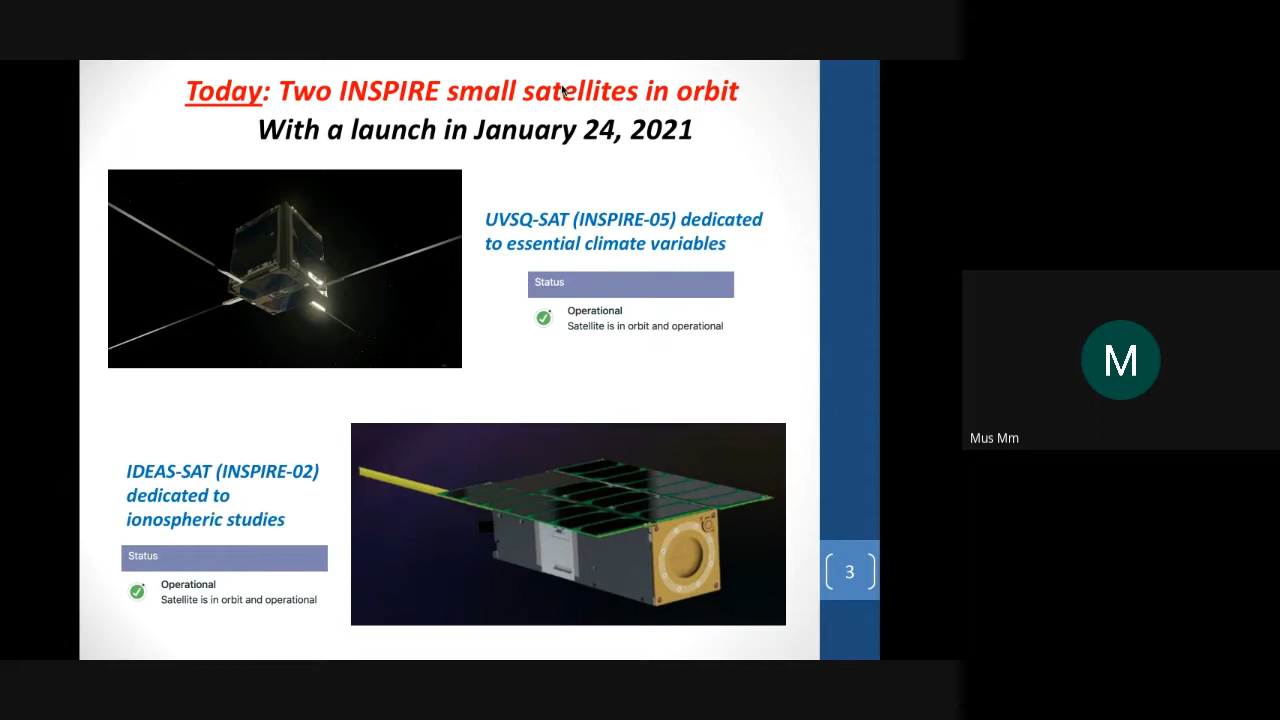 Today: Two INSPIRE small satellites in orbit
With a launch in January 24, 2021
UVSQ-SAT (INSPIRE-05) dedicated
to essential climate variables
Status
Operational
Satellite is in orbit and operational
IDEAS-SAT (INSPIRE-02)
dedicated to
ionospheric studies
Status
Operational
Satellite is in orbit and operational
3
M
Mus Mm